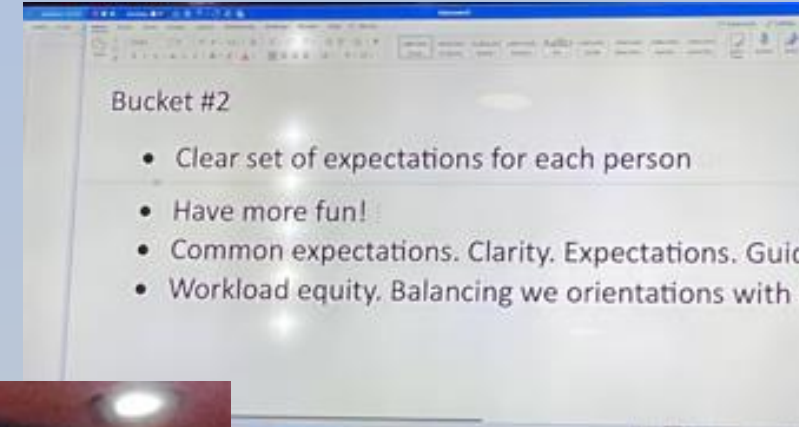 Bucket #2
• Clear set of expectations for each person
• Have more fun!
• Common expectations. Clarity. Expectations.
• Workload equity. Balancing we orientations with